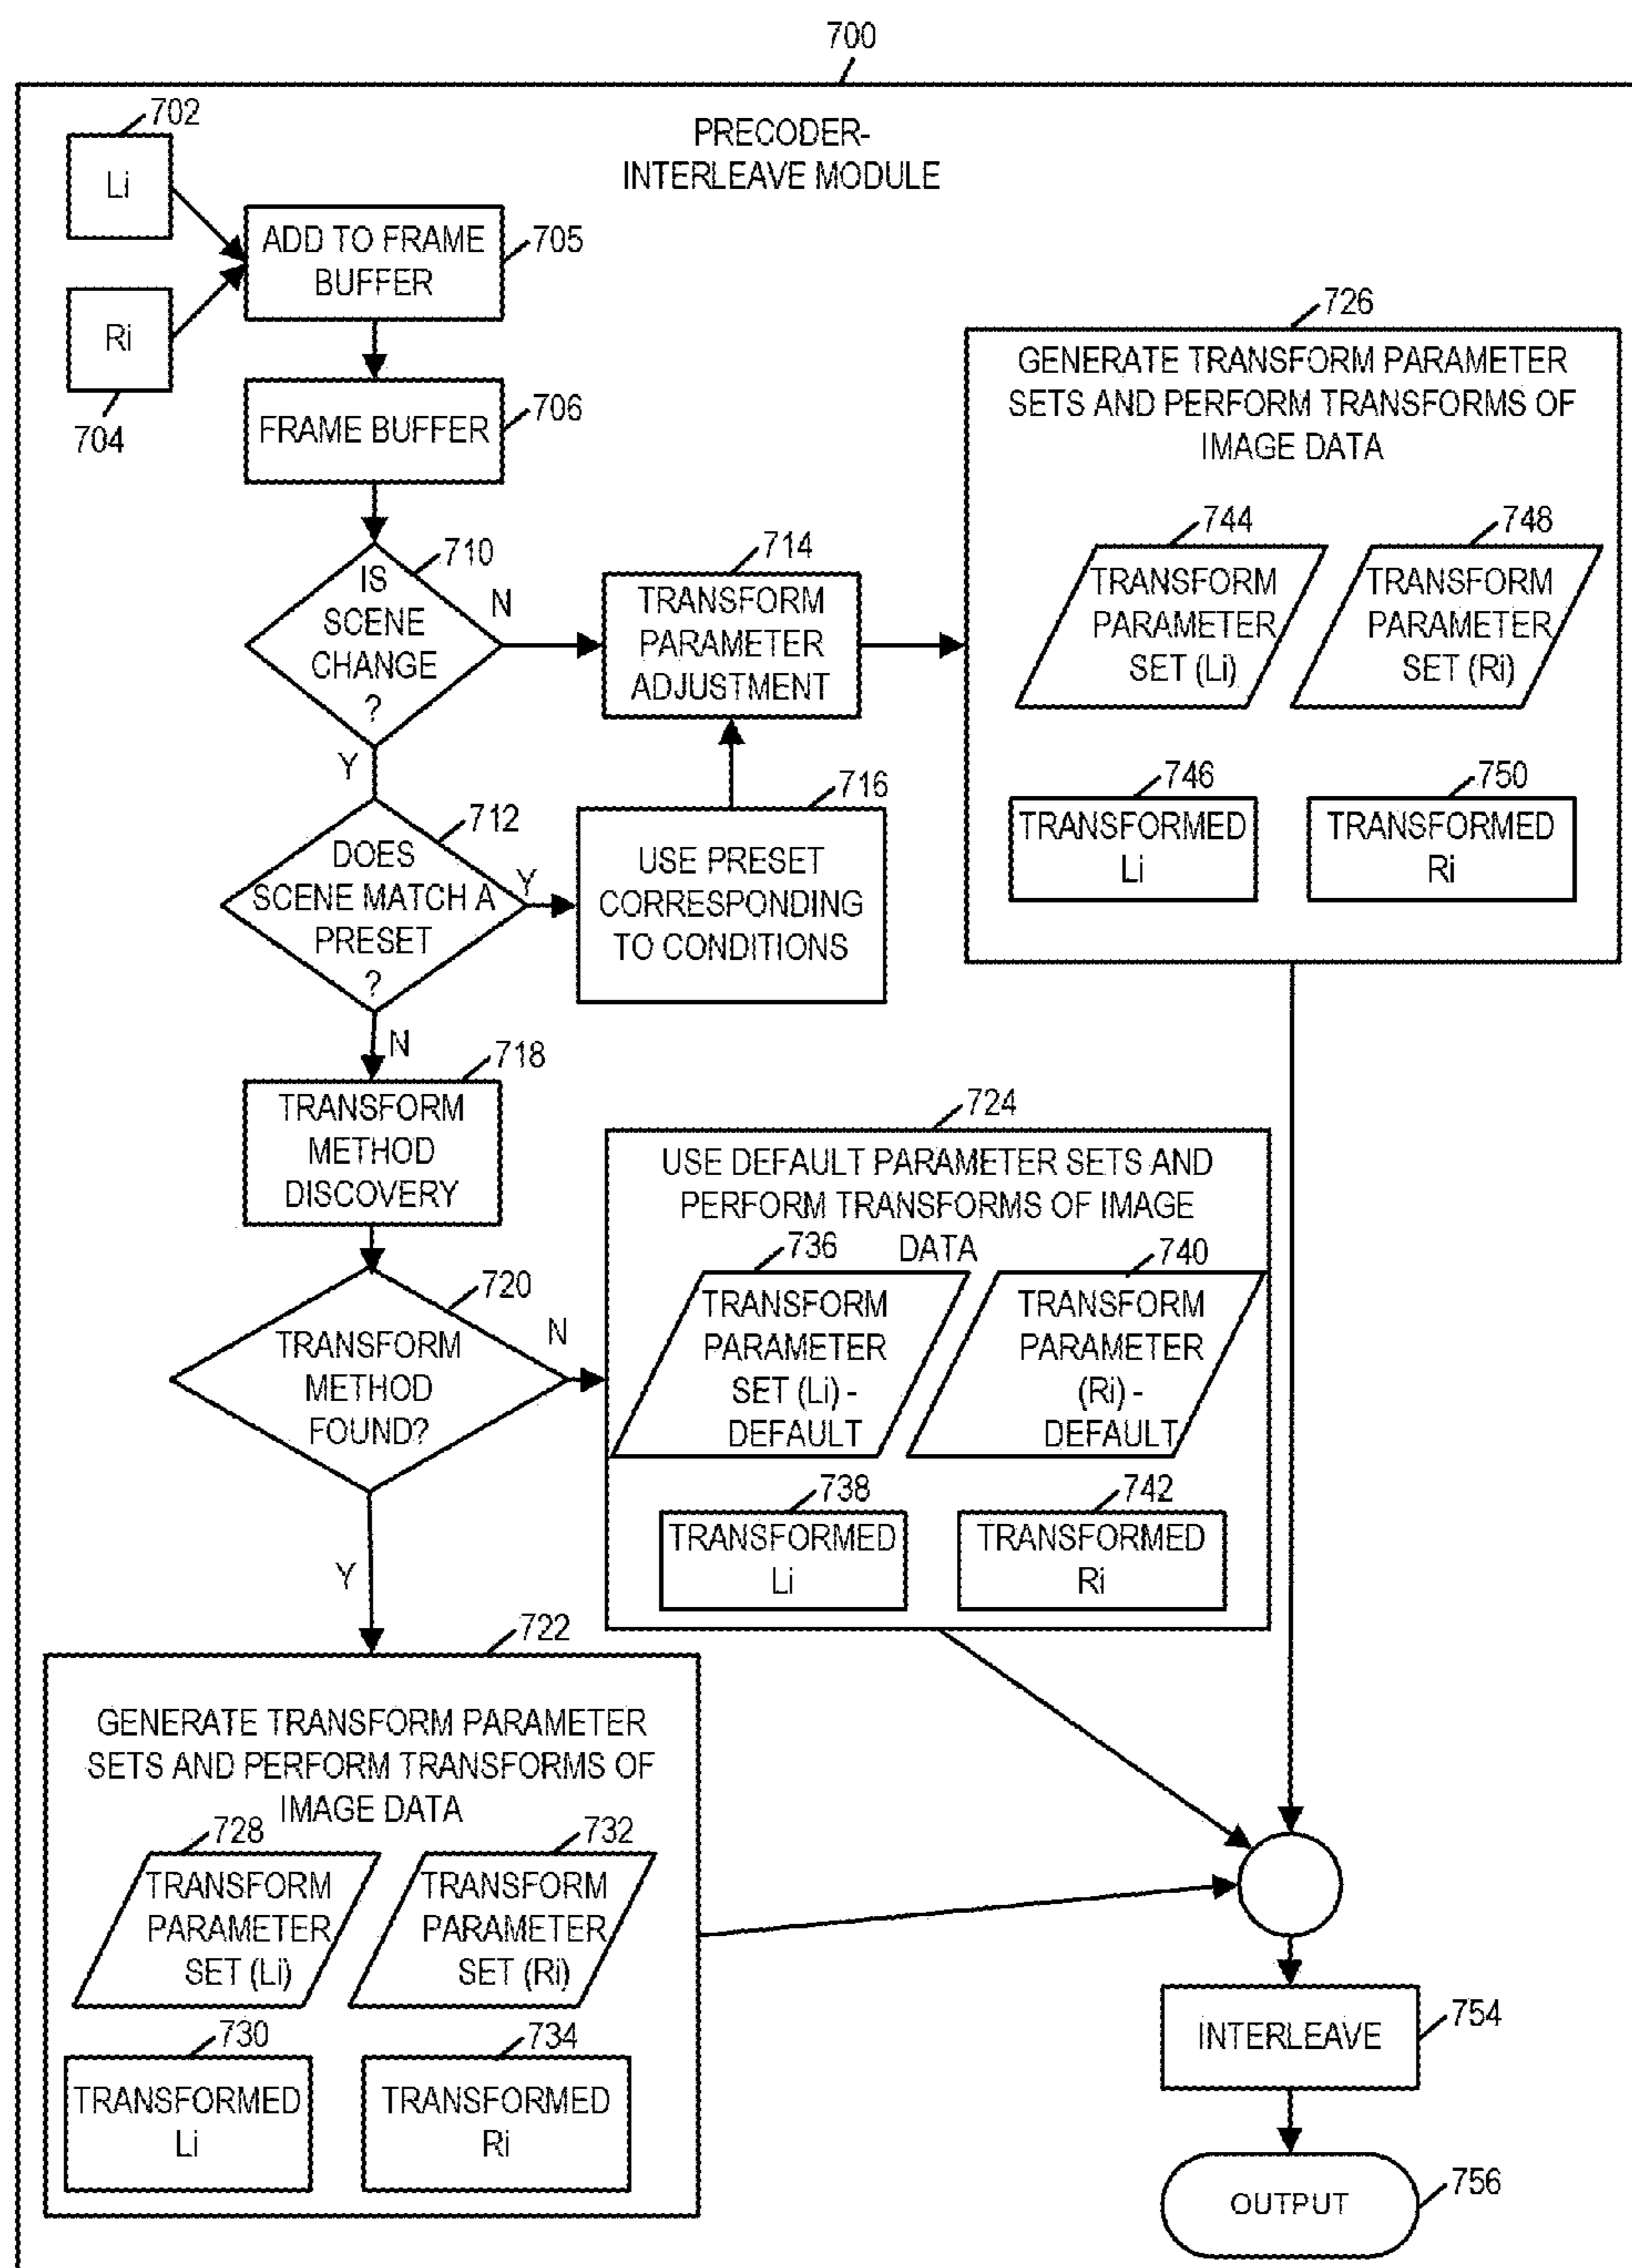 700
702
PRECODER-
INTERLEAVE MODULE
Li
ADD TO FRAME
BUFFER
705
Ri
704
FRAME BUFFER
706
726
GENERATE TRANSFORM PARAMETER
SETS AND PERFORM TRANSFORMS OF
IMAGE DATA
744
748
TRANSFORM
PARAMETER
SET (Li)
TRANSFORM
PARAMETER
SET (Ri)
746
750
TRANSFORMED
Li
TRANSFORMED
Ri
710
IS
SCENE
CHANGE
?
N
714
TRANSFORM
PARAMETER
ADJUSTMENT
Y
712
DOES
SCENE MATCH A
PRESET
?
Y
716
USE PRESET
CORRESPONDING
TO CONDITIONS
N
718
TRANSFORM
METHOD
DISCOVERY
720
TRANSFORM
METHOD
FOUND?
N
724
USE DEFAULT PARAMETER SETS AND
PERFORM TRANSFORMS OF IMAGE
DATA
736
740
TRANSFORM
PARAMETER
SET (Li) -
DEFAULT
TRANSFORM
PARAMETER
(Ri) -
DEFAULT
738
742
TRANSFORMED
Li
TRANSFORMED
Ri
Y
722
GENERATE TRANSFORM PARAMETER
SETS AND PERFORM TRANSFORMS OF
IMAGE DATA
728
732
TRANSFORM
PARAMETER
SET (Li)
TRANSFORM
PARAMETER
SET (Ri)
730
734
TRANSFORMED
Li
TRANSFORMED
Ri
INTERLEAVE
754
OUTPUT
756